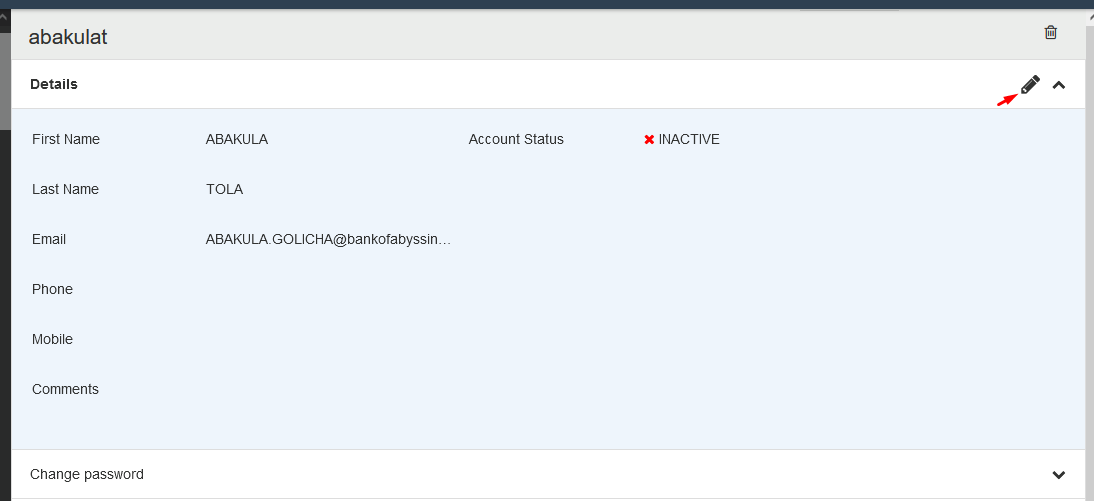 abakulat
Details
First Name ABAKULA Account Status INACTIVE
Last Name TOLA
Email ABAKULA.GOLICHA@bankofabyssin…
Phone
Mobile
Comments
Change password